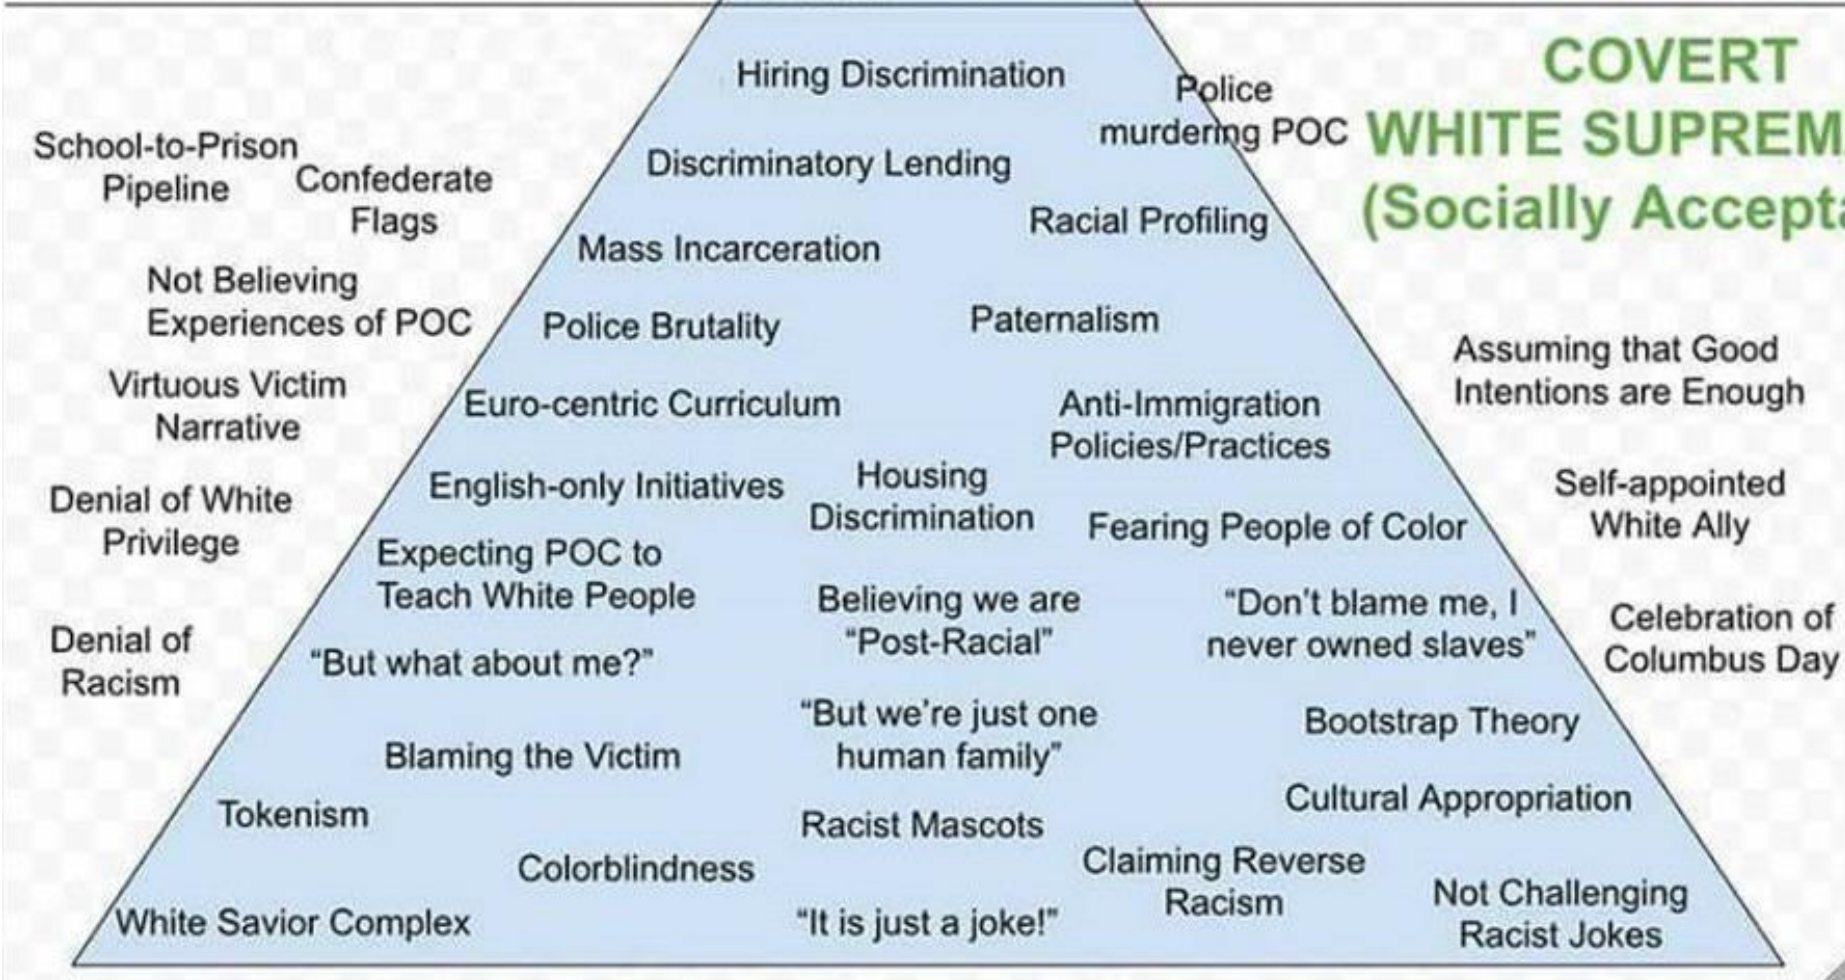 COVERT
WHITE SUPREM
(Socially Accepta
Hiring Discrimination
Police
murdering POC
School-to-Prison
Pipeline
Confederate
Flags
Discriminatory Lending
Racial Profiling
Mass Incarceration
Not Believing
Experiences of POC
Police Brutality
Paternalism
Assuming that Good
Intentions are Enough
Virtuous Victim
Narrative
Euro-centric Curriculum
Anti-Immigration
Policies/Practices
English-only Initiatives
Housing
Discrimination
Self-appointed
White Ally
Denial of White
Privilege
Fearing People of Color
Expecting POC to
Teach White People
Believing we are
“Post-Racial”
“Don’t blame me, I
never owned slaves”
Celebration of
Columbus Day
Denial of
Racism
“But what about me?”
“But we’re just one
human family”
Bootstrap Theory
Blaming the Victim
Cultural Appropriation
Tokenism
Racist Mascots
Colorblindness
Claiming Reverse
Racism
Not Challenging
Racist Jokes
White Savior Complex
“It is just a joke!”